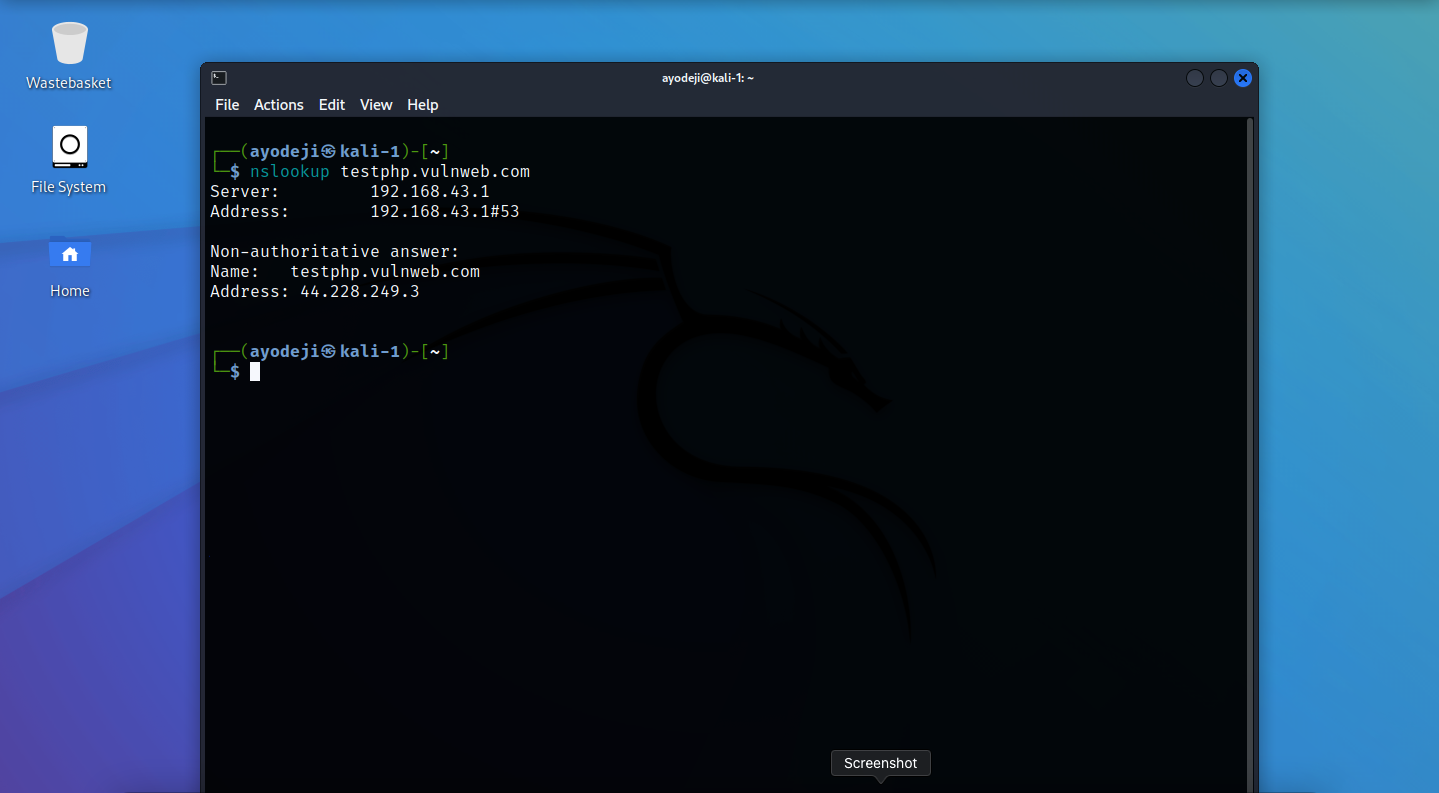 Wastebasket
File System
Home
ayodeji@kali-1: ~
File Actions Edit View Help
┌──(ayodeji㉿kali-1)-[~]
└─$ nslookup testphp.vulnweb.com
Server:         192.168.43.1
Address:        192.168.43.1#53
Non-authoritative answer:
Name:   testphp.vulnweb.com
Address: 44.228.249.3
┌──(ayodeji㉿kali-1)-[~]
└─$
Screenshot